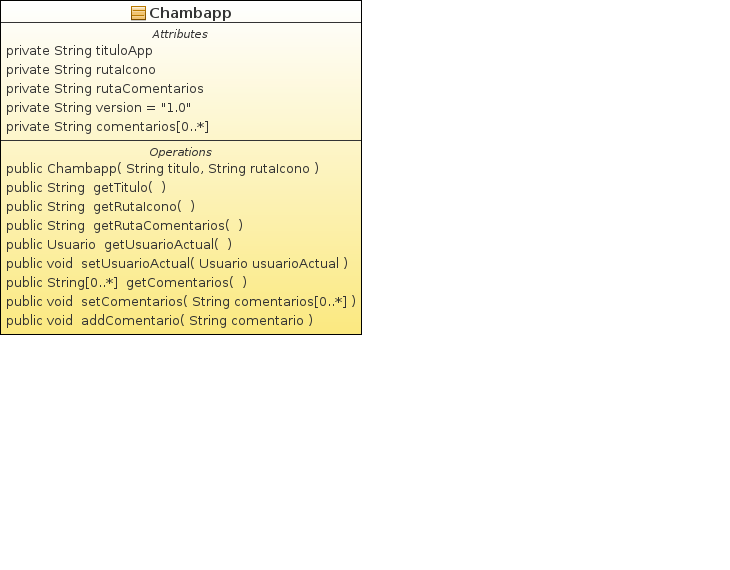 Chambapp
Attributes
private String tituloApp
private String rutaIcono
private String rutaComentarios
private String version = "1.0"
private String comentarios[0..*]
Operations
public Chambapp( String titulo, String rutaIcono )
public String  getTitulo(  )
public String  getRutaIcono(  )
public String  getRutaComentarios(  )
public Usuario  getUsuarioActual(  )
public void  setUsuarioActual( Usuario usuarioActual )
public String[0..*]  getComentarios(  )
public void  setComentarios( String comentarios[0..*] )
public void  addComentario( String comentario )